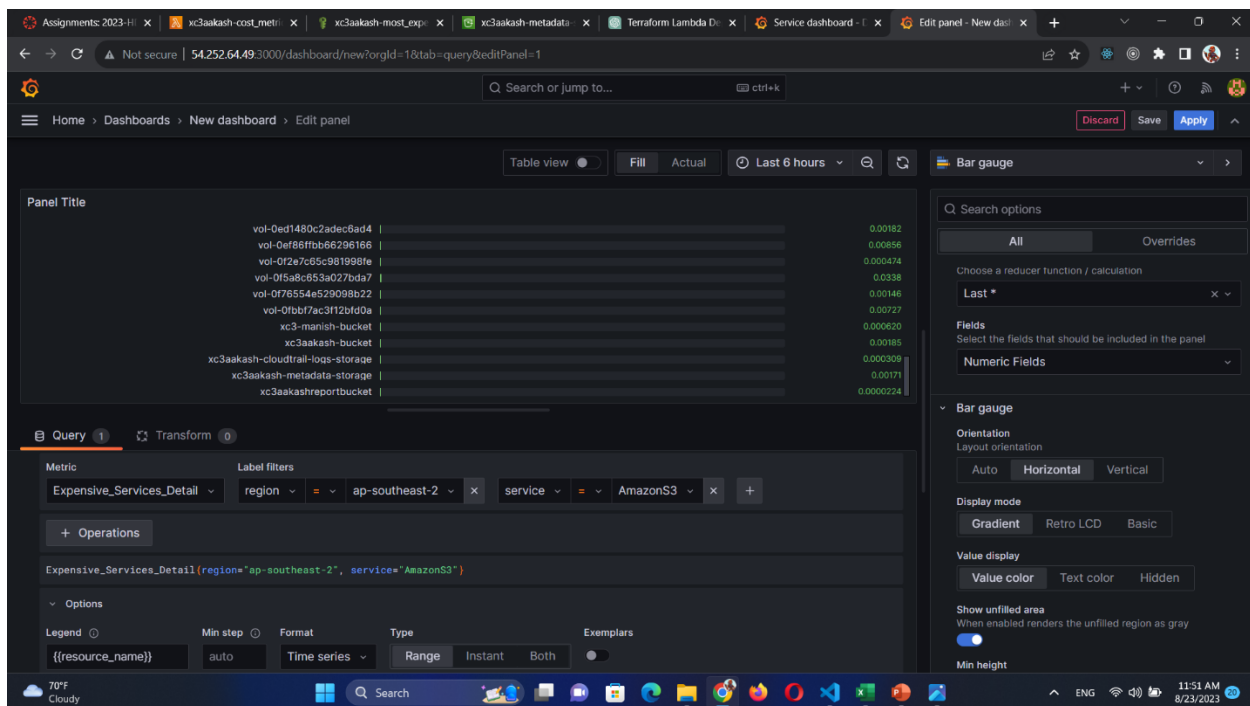 Assignments: 2023-HI
xc3aakash-cost_metric
xc3aakash-most_expe
xc3aakash-metadata-
Terraform Lambda De
Service dashboard - D
Edit panel - New dash
Not secure | 54.252.64.49:3000/dashboard/new?orgId=1&tab=query&editPanel=1
Search or jump to... ctrl+k
Home › Dashboards › New dashboard › Edit panel
Discard Save Apply
Table view Fill Actual Last 6 hours
Bar gauge
Panel Title
vol-0ed1480c2adec6ad4 0.00182
vol-0ef86ffbb66296166 0.00856
vol-0f2e7c65c981998fe 0.000474
vol-0f5a8c653a027bda7 0.0338
vol-0f76554e529098b22 0.00146
vol-0fbbf7ac3f12bfd0a 0.00727
xc3-manish-bucket 0.000620
xc3aakash-bucket 0.00185
xc3aakash-cloudtrail-logs-storage 0.000309
xc3aakash-metadata-storage 0.00171
xc3aakashreportbucket 0.0000224
Query 1 Transform 0
Metric Label filters
Expensive_Services_Detail region = ap-southeast-2 service = AmazonS3
+ Operations
Expensive_Services_Detail{region="ap-southeast-2", service="AmazonS3"}
Options
Legend Min step Format Type Exemplars
{{resource_name}} auto Time series Range Instant Both
Search options
All Overrides
Choose a reducer function / calculation
Last *
Fields
Select the fields that should be included in the panel
Numeric Fields
Bar gauge
Orientation
Layout orientation
Auto Horizontal Vertical
Display mode
Gradient Retro LCD Basic
Value display
Value color Text color Hidden
Show unfilled area
When enabled renders the unfilled region as gray
Min height
70°F
Cloudy
Search
ENG
11:51 AM
8/23/2023
20